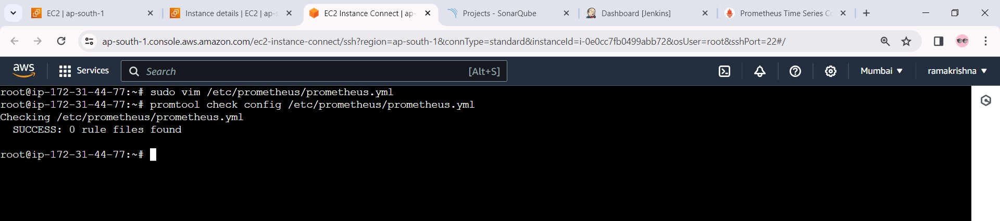 EC2 | ap-south-1
Instance details | EC2 | ap-s
EC2 Instance Connect | ap-
Projects - SonarQube
Dashboard [Jenkins]
Prometheus Time Series Co
ap-south-1.console.aws.amazon.com/ec2-instance-connect/ssh?region=ap-south-1&connType=standard&instanceId=i-0e0cc7fb0499abb72&osUser=root&sshPort=22#/
aws
Services
Search
[Alt+S]
Mumbai
ramakrishna
root@ip-172-31-44-77:~# sudo vim /etc/prometheus/prometheus.yml
root@ip-172-31-44-77:~# promtool check config /etc/prometheus/prometheus.yml
Checking /etc/prometheus/prometheus.yml
SUCCESS: 0 rule files found
root@ip-172-31-44-77:~#